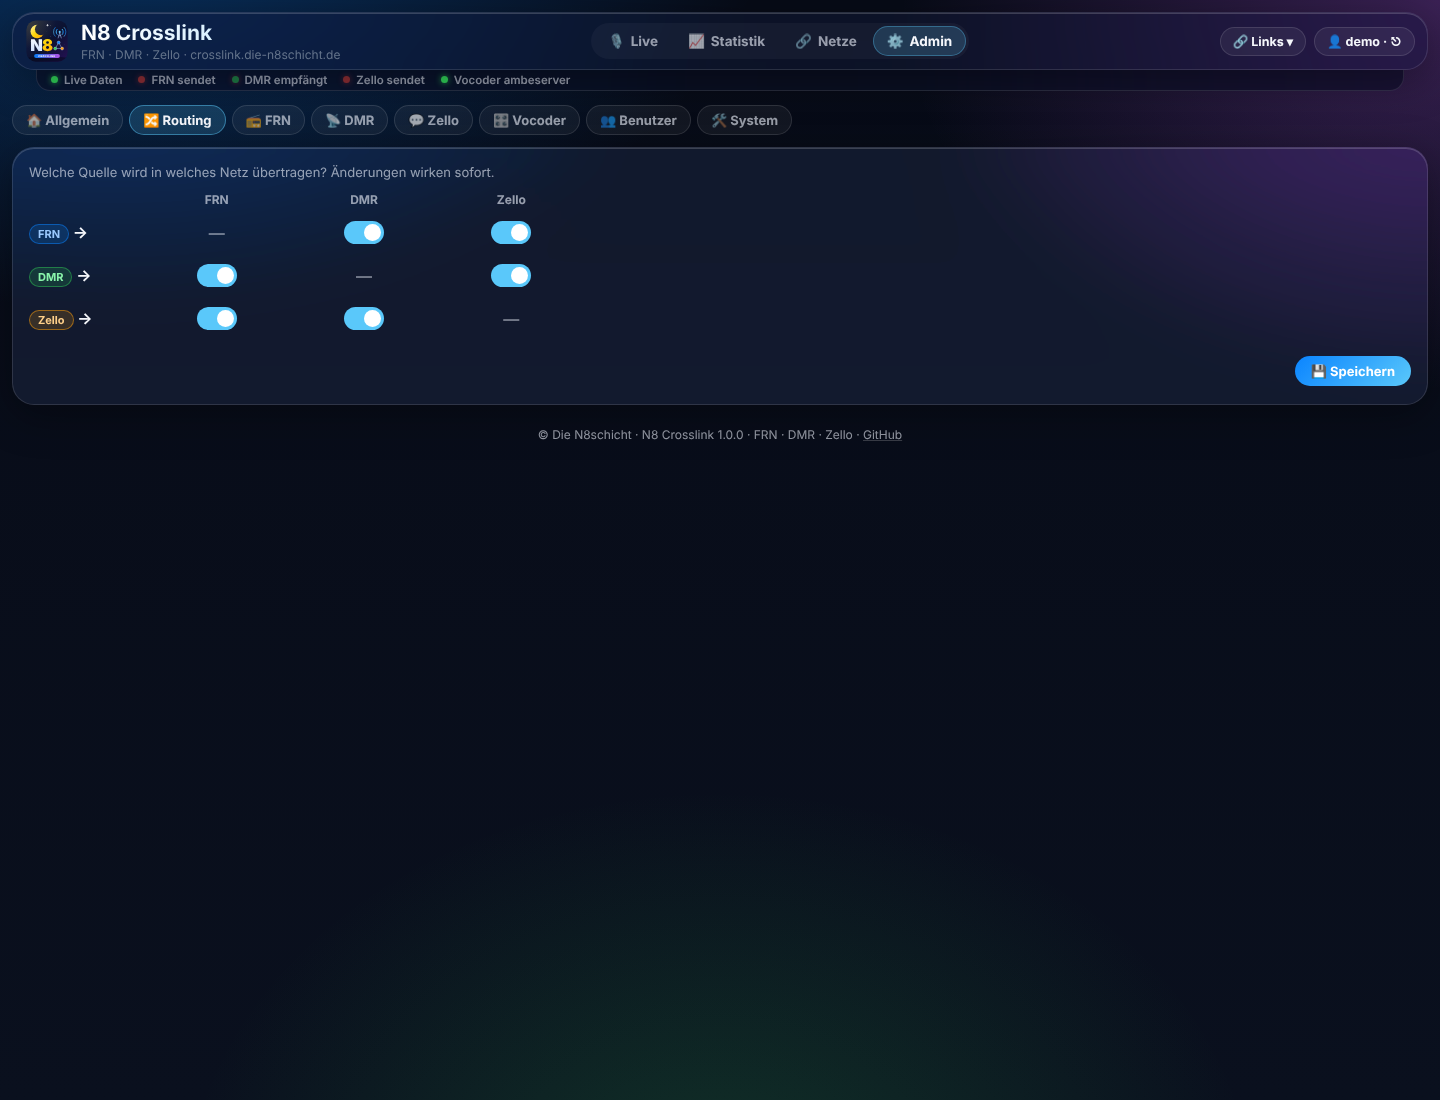 N8 Crosslink
FRN · DMR · Zello · crosslink.die-n8schicht.de
Live
Statistik
Netze
Admin
Links ▾
demo ·
Live Daten
FRN sendet
DMR empfängt
Zello sendet
Vocoder ambeserver
Allgemein
Routing
FRN
DMR
Zello
Vocoder
Benutzer
System
Welche Quelle wird in welches Netz übertragen? Änderungen wirken sofort.
FRN DMR Zello
FRN → —
DMR → —
Zello → —
Speichern
© Die N8schicht · N8 Crosslink 1.0.0 · FRN · DMR · Zello · GitHub